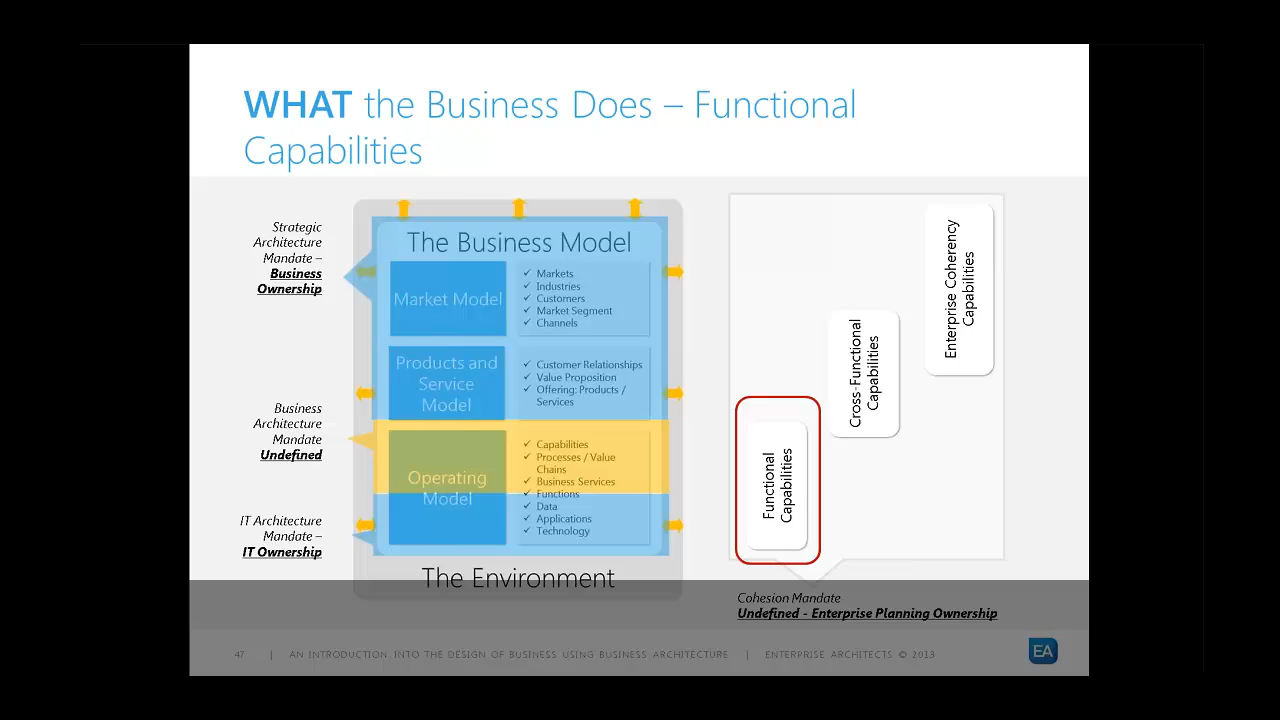 WHAT the Business Does – Functional
Capabilities
Strategic
Architecture
Mandate –
Business
Ownership
Business
Architecture
Mandate
Undefined
IT Architecture
Mandate –
IT Ownership
The Business Model
Market Model
✓ Markets
✓ Industries
✓ Customers
✓ Market Segment
✓ Channels
Products and
Service
Model
✓ Customer Relationships
✓ Value Proposition
✓ Offering: Products /
Services
Operating
Model
✓ Capabilities
✓ Processes / Value
Chains
✓ Business Services
✓ Functions
✓ Data
✓ Applications
✓ Technology
The Environment
Functional
Capabilities
Cross-Functional
Capabilities
Enterprise Coherency
Capabilities
Cohesion Mandate
Undefined - Enterprise Planning Ownership
47 | AN INTRODUCTION INTO THE DESIGN OF BUSINESS USING BUSINESS ARCHITECTURE | ENTERPRISE ARCHITECTS © 2013
EA